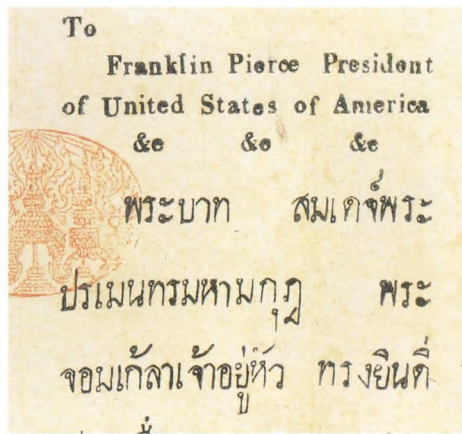 To
Franklin Pierce President
of United States of America
&c &c &c
พระบาท สมเดจ์พระ
ปรเมนทรมหามกุฎ พระ
จอมเกล้าเจ้าอยู่หัว ทรงยินดี